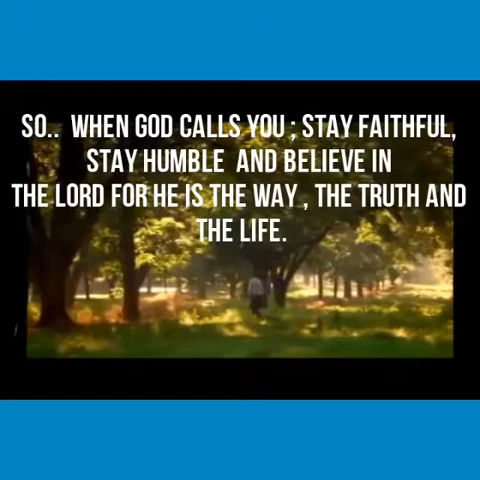 SO..  WHEN GOD CALLS YOU ; STAY FAITHFUL,
STAY HUMBLE  AND BELIEVE IN
THE LORD FOR HE IS THE WAY , THE TRUTH AND
THE LIFE.